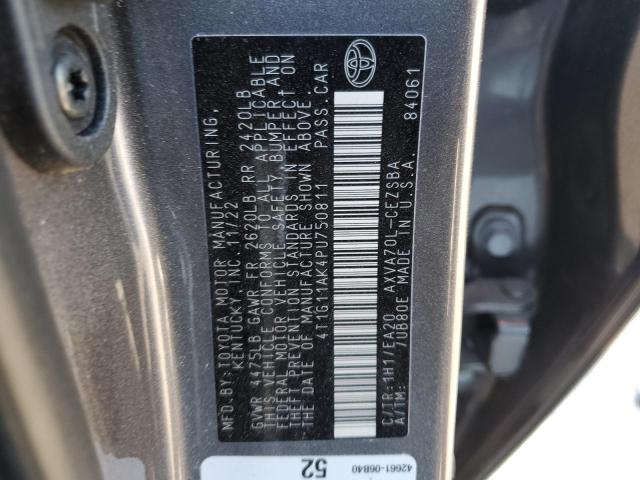 MFD.BY:TOYOTA MOTOR MANUFACTURING,
KENTUCKY, INC. 11/22
GVWR 4475LB GAWR FR 2620LB RR 2420LB
THIS VEHICLE CONFORMS TO ALL APPLICABLE
FEDERAL MOTOR VEHICLE SAFETY, BUMPER AND
THEFT PREVENTION STANDARDS IN EFFECT ON
THE DATE OF MANUFACTURE SHOWN ABOVE.
4T1G11AK4PU750811 PASS.CAR
C/TR:1H1/EA20 AXVA70L-CEZSBA
A/TM: -/UB80E MADE IN U.S.A. 84061
52
42661-06B40